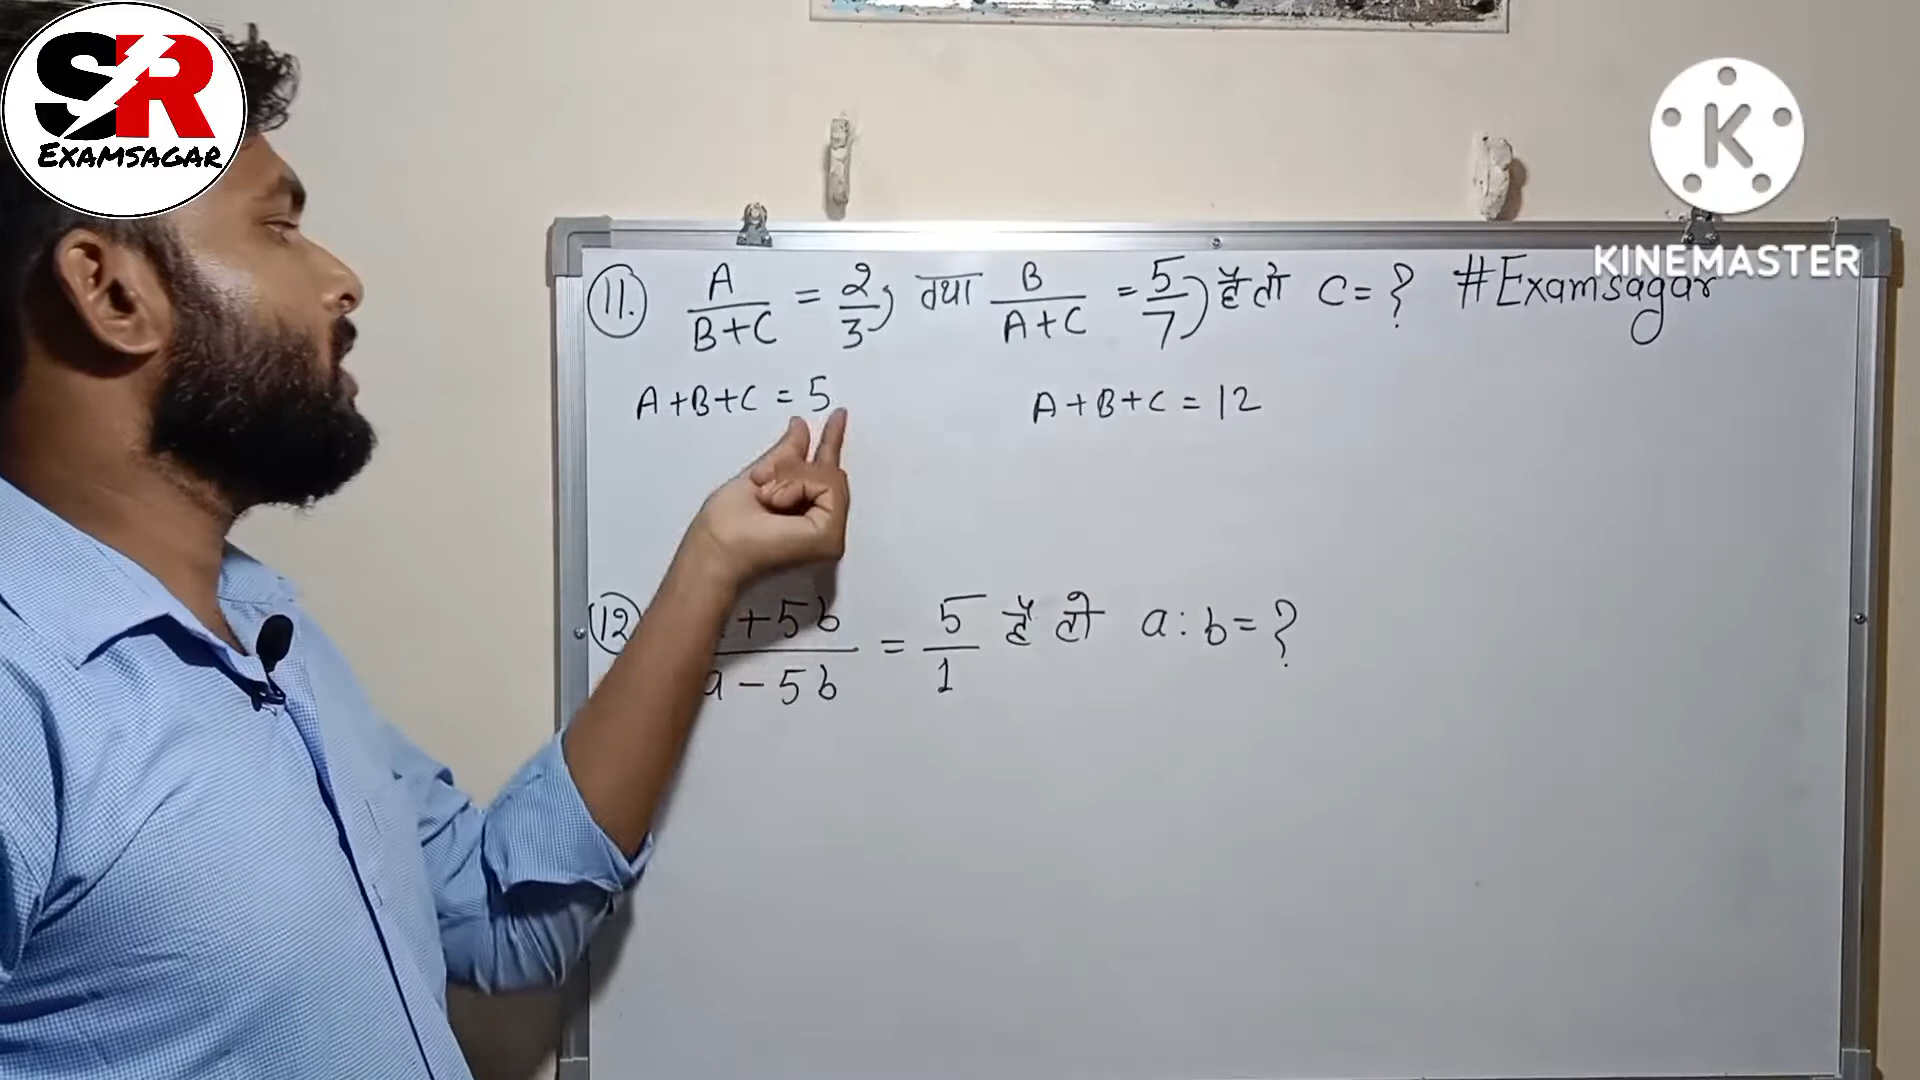 SR
EXAMSAGAR
K
KINEMASTER
11. A/(B+C) = 2/3, तथा B/(A+C) = 5/7) है तो C = ? #Examsagar
A+B+C = 5 A+B+C = 12
12 +5b/a-5b = 5/1 है तो a:b = ?